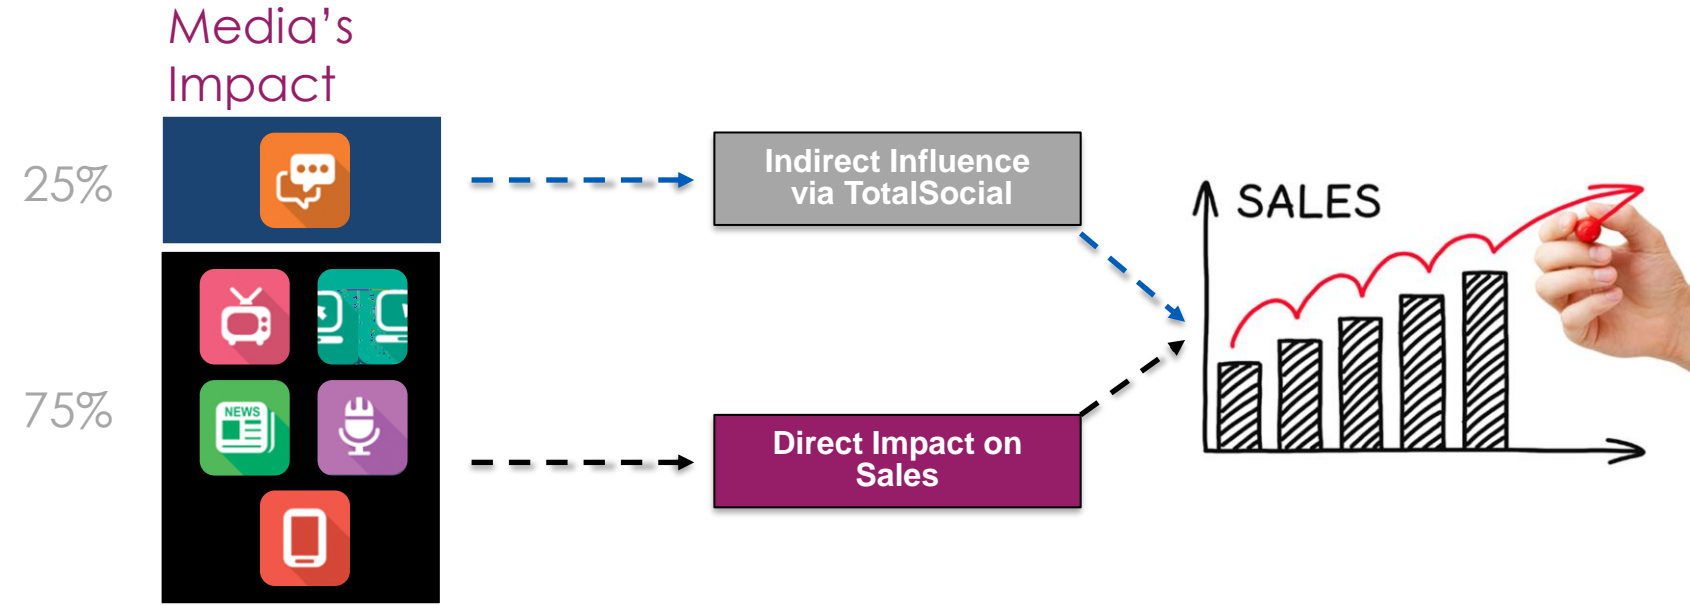 Media's
Impact
25%
Indirect Influence
via TotalSocial
SALES
NEWS
75%
Direct Impact on
Sales